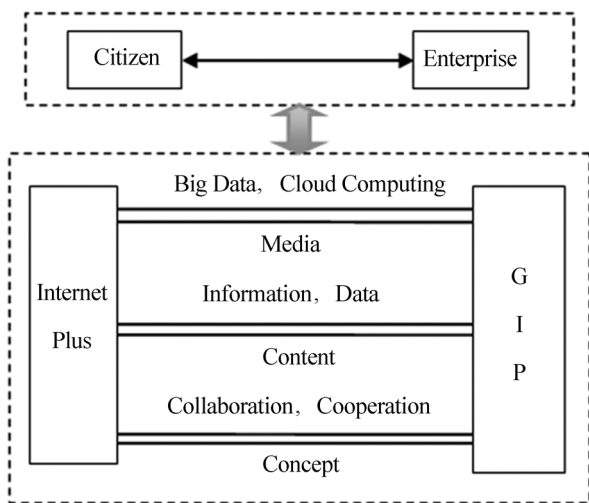 Citizen
Enterprise
Big Data, Cloud Computing
Media
Internet
Plus
Information, Data
Content
Collaboration, Cooperation
Concept
G
I
P